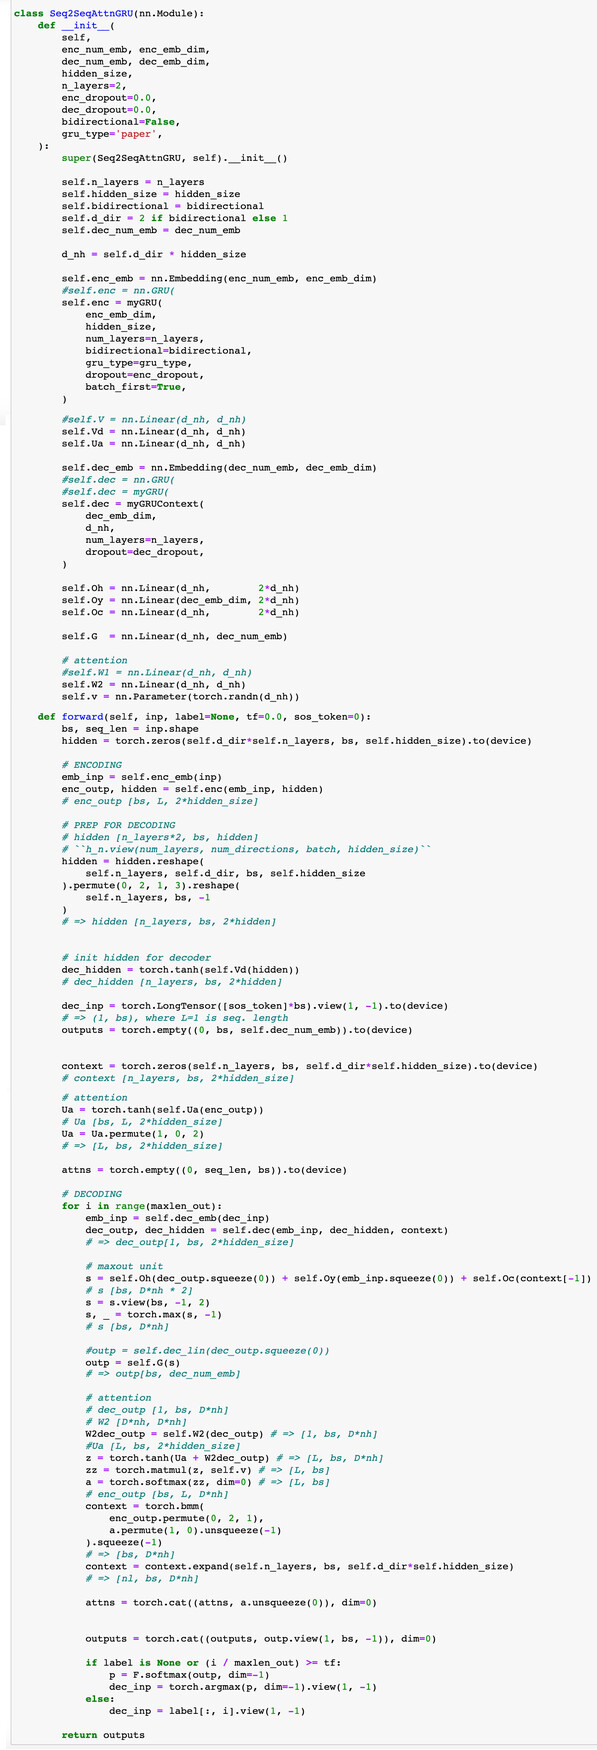 class Seq2SeqAttnGRU(nn.Module):
    def __init__(
        self,
        enc_num_emb, enc_emb_dim,
        dec_num_emb, dec_emb_dim,
        hidden_size,
        n_layers=2,
        enc_dropout=0.0,
        dec_dropout=0.0,
        bidirectional=False,
        gru_type='paper',
    ):
        super(Seq2SeqAttnGRU, self).__init__()

        self.n_layers = n_layers
        self.hidden_size = hidden_size
        self.bidirectional = bidirectional
        self.d_dir = 2 if bidirectional else 1
        self.dec_num_emb = dec_num_emb

        d_nh = self.d_dir * hidden_size

        self.enc_emb = nn.Embedding(enc_num_emb, enc_emb_dim)
        #self.enc = nn.GRU(
        self.enc = myGRU(
            enc_emb_dim,
            hidden_size,
            num_layers=n_layers,
            bidirectional=bidirectional,
            gru_type=gru_type,
            dropout=enc_dropout,
            batch_first=True,
        )

        #self.V = nn.Linear(d_nh, d_nh)
        self.Vd = nn.Linear(d_nh, d_nh)
        self.Ua = nn.Linear(d_nh, d_nh)

        self.dec_emb = nn.Embedding(dec_num_emb, dec_emb_dim)
        #self.dec = nn.GRU(
        #self.dec = myGRU(
        self.dec = myGRUContext(
            dec_emb_dim,
            d_nh,
            num_layers=n_layers,
            dropout=dec_dropout,
        )

        self.Oh = nn.Linear(d_nh,        2*d_nh)
        self.Oy = nn.Linear(dec_emb_dim, 2*d_nh)
        self.Oc = nn.Linear(d_nh,        2*d_nh)

        self.G  = nn.Linear(d_nh, dec_num_emb)

        # attention
        #self.W1 = nn.Linear(d_nh, d_nh)
        self.W2 = nn.Linear(d_nh, d_nh)
        self.v = nn.Parameter(torch.randn(d_nh))

    def forward(self, inp, label=None, tf=0.0, sos_token=0):
        bs, seq_len = inp.shape
        hidden = torch.zeros(self.d_dir*self.n_layers, bs, self.hidden_size).to(device)

        # ENCODING
        emb_inp = self.enc_emb(inp)
        enc_outp, hidden = self.enc(emb_inp, hidden)
        # enc_outp [bs, L, 2*hidden_size]

        # PREP FOR DECODING
        # hidden [n_layers*2, bs, hidden]
        # ``h_n.view(num_layers, num_directions, batch, hidden_size)``
        hidden = hidden.reshape(
            self.n_layers, self.d_dir, bs, self.hidden_size
        ).permute(0, 2, 1, 3).reshape(
            self.n_layers, bs, -1
        )
        # => hidden [n_layers, bs, 2*hidden]

        # init hidden for decoder
        dec_hidden = torch.tanh(self.Vd(hidden))
        # dec_hidden [n_layers, bs, 2*hidden]

        dec_inp = torch.LongTensor([sos_token]*bs).view(1, -1).to(device)
        # => (1, bs), where L=1 is seq. length
        outputs = torch.empty((0, bs, self.dec_num_emb)).to(device)

        context = torch.zeros(self.n_layers, bs, self.d_dir*self.hidden_size).to(device)
        # context [n_layers, bs, 2*hidden_size]

        # attention
        Ua = torch.tanh(self.Ua(enc_outp))
        # Ua [bs, L, 2*hidden_size]
        Ua = Ua.permute(1, 0, 2)
        # => [L, bs, 2*hidden_size]

        attns = torch.empty((0, seq_len, bs)).to(device)

        # DECODING
        for i in range(maxlen_out):
            emb_inp = self.dec_emb(dec_inp)
            dec_outp, dec_hidden = self.dec(emb_inp, dec_hidden, context)
            # => dec_outp[1, bs, 2*hidden_size]

            # maxout unit
            s = self.Oh(dec_outp.squeeze(0)) + self.Oy(emb_inp.squeeze(0)) + self.Oc(context[-1])
            # s [bs, D*nh * 2]
            s = s.view(bs, -1, 2)
            s, _ = torch.max(s, -1)
            # s [bs, D*nh]

            #outp = self.dec_lin(dec_outp.squeeze(0))
            outp = self.G(s)
            # => outp[bs, dec_num_emb]

            # attention
            # dec_outp [1, bs, D*nh]
            # W2 [D*nh, D*nh]
            W2dec_outp = self.W2(dec_outp) # => [1, bs, D*nh]
            #Ua [L, bs, 2*hidden_size]
            z = torch.tanh(Ua + W2dec_outp) # => [L, bs, D*nh]
            zz = torch.matmul(z, self.v) # => [L, bs]
            a = torch.softmax(zz, dim=0) # => [L, bs]
            # enc_outp [bs, L, D*nh]
            context = torch.bmm(
                enc_outp.permute(0, 2, 1),
                a.permute(1, 0).unsqueeze(-1)
            ).squeeze(-1)
            # => [bs, D*nh]
            context = context.expand(self.n_layers, bs, self.d_dir*self.hidden_size)
            # => [nl, bs, D*nh]

            attns = torch.cat((attns, a.unsqueeze(0)), dim=0)

            outputs = torch.cat((outputs, outp.view(1, bs, -1)), dim=0)

            if label is None or (i / maxlen_out) >= tf:
                p = F.softmax(outp, dim=-1)
                dec_inp = torch.argmax(p, dim=-1).view(1, -1)
            else:
                dec_inp = label[:, i].view(1, -1)

        return outputs